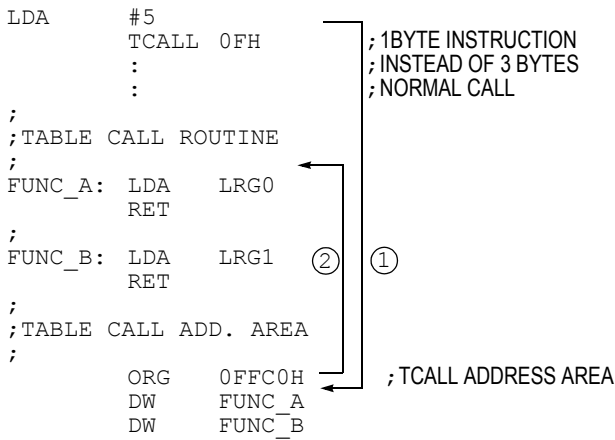 LDA #5
TCALL 0FH ;1BYTE INSTRUCTION
: ;INSTEAD OF 3 BYTES
: ;NORMAL CALL
;
;TABLE CALL ROUTINE
;
FUNC_A: LDA LRG0
RET
;
FUNC_B: LDA LRG1 ② ①
RET
;
;TABLE CALL ADD. AREA
;
ORG 0FFC0H ;TCALL ADDRESS AREA
DW FUNC_A
DW FUNC_B